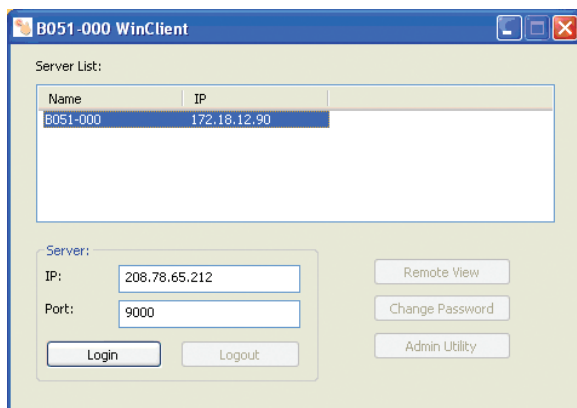 B051-000 WinClient
Server List:
Name IP
B051-000 172.18.12.90
Server:
IP: 208.78.65.212
Port: 9000
Login Logout
Remote View
Change Password
Admin Utility